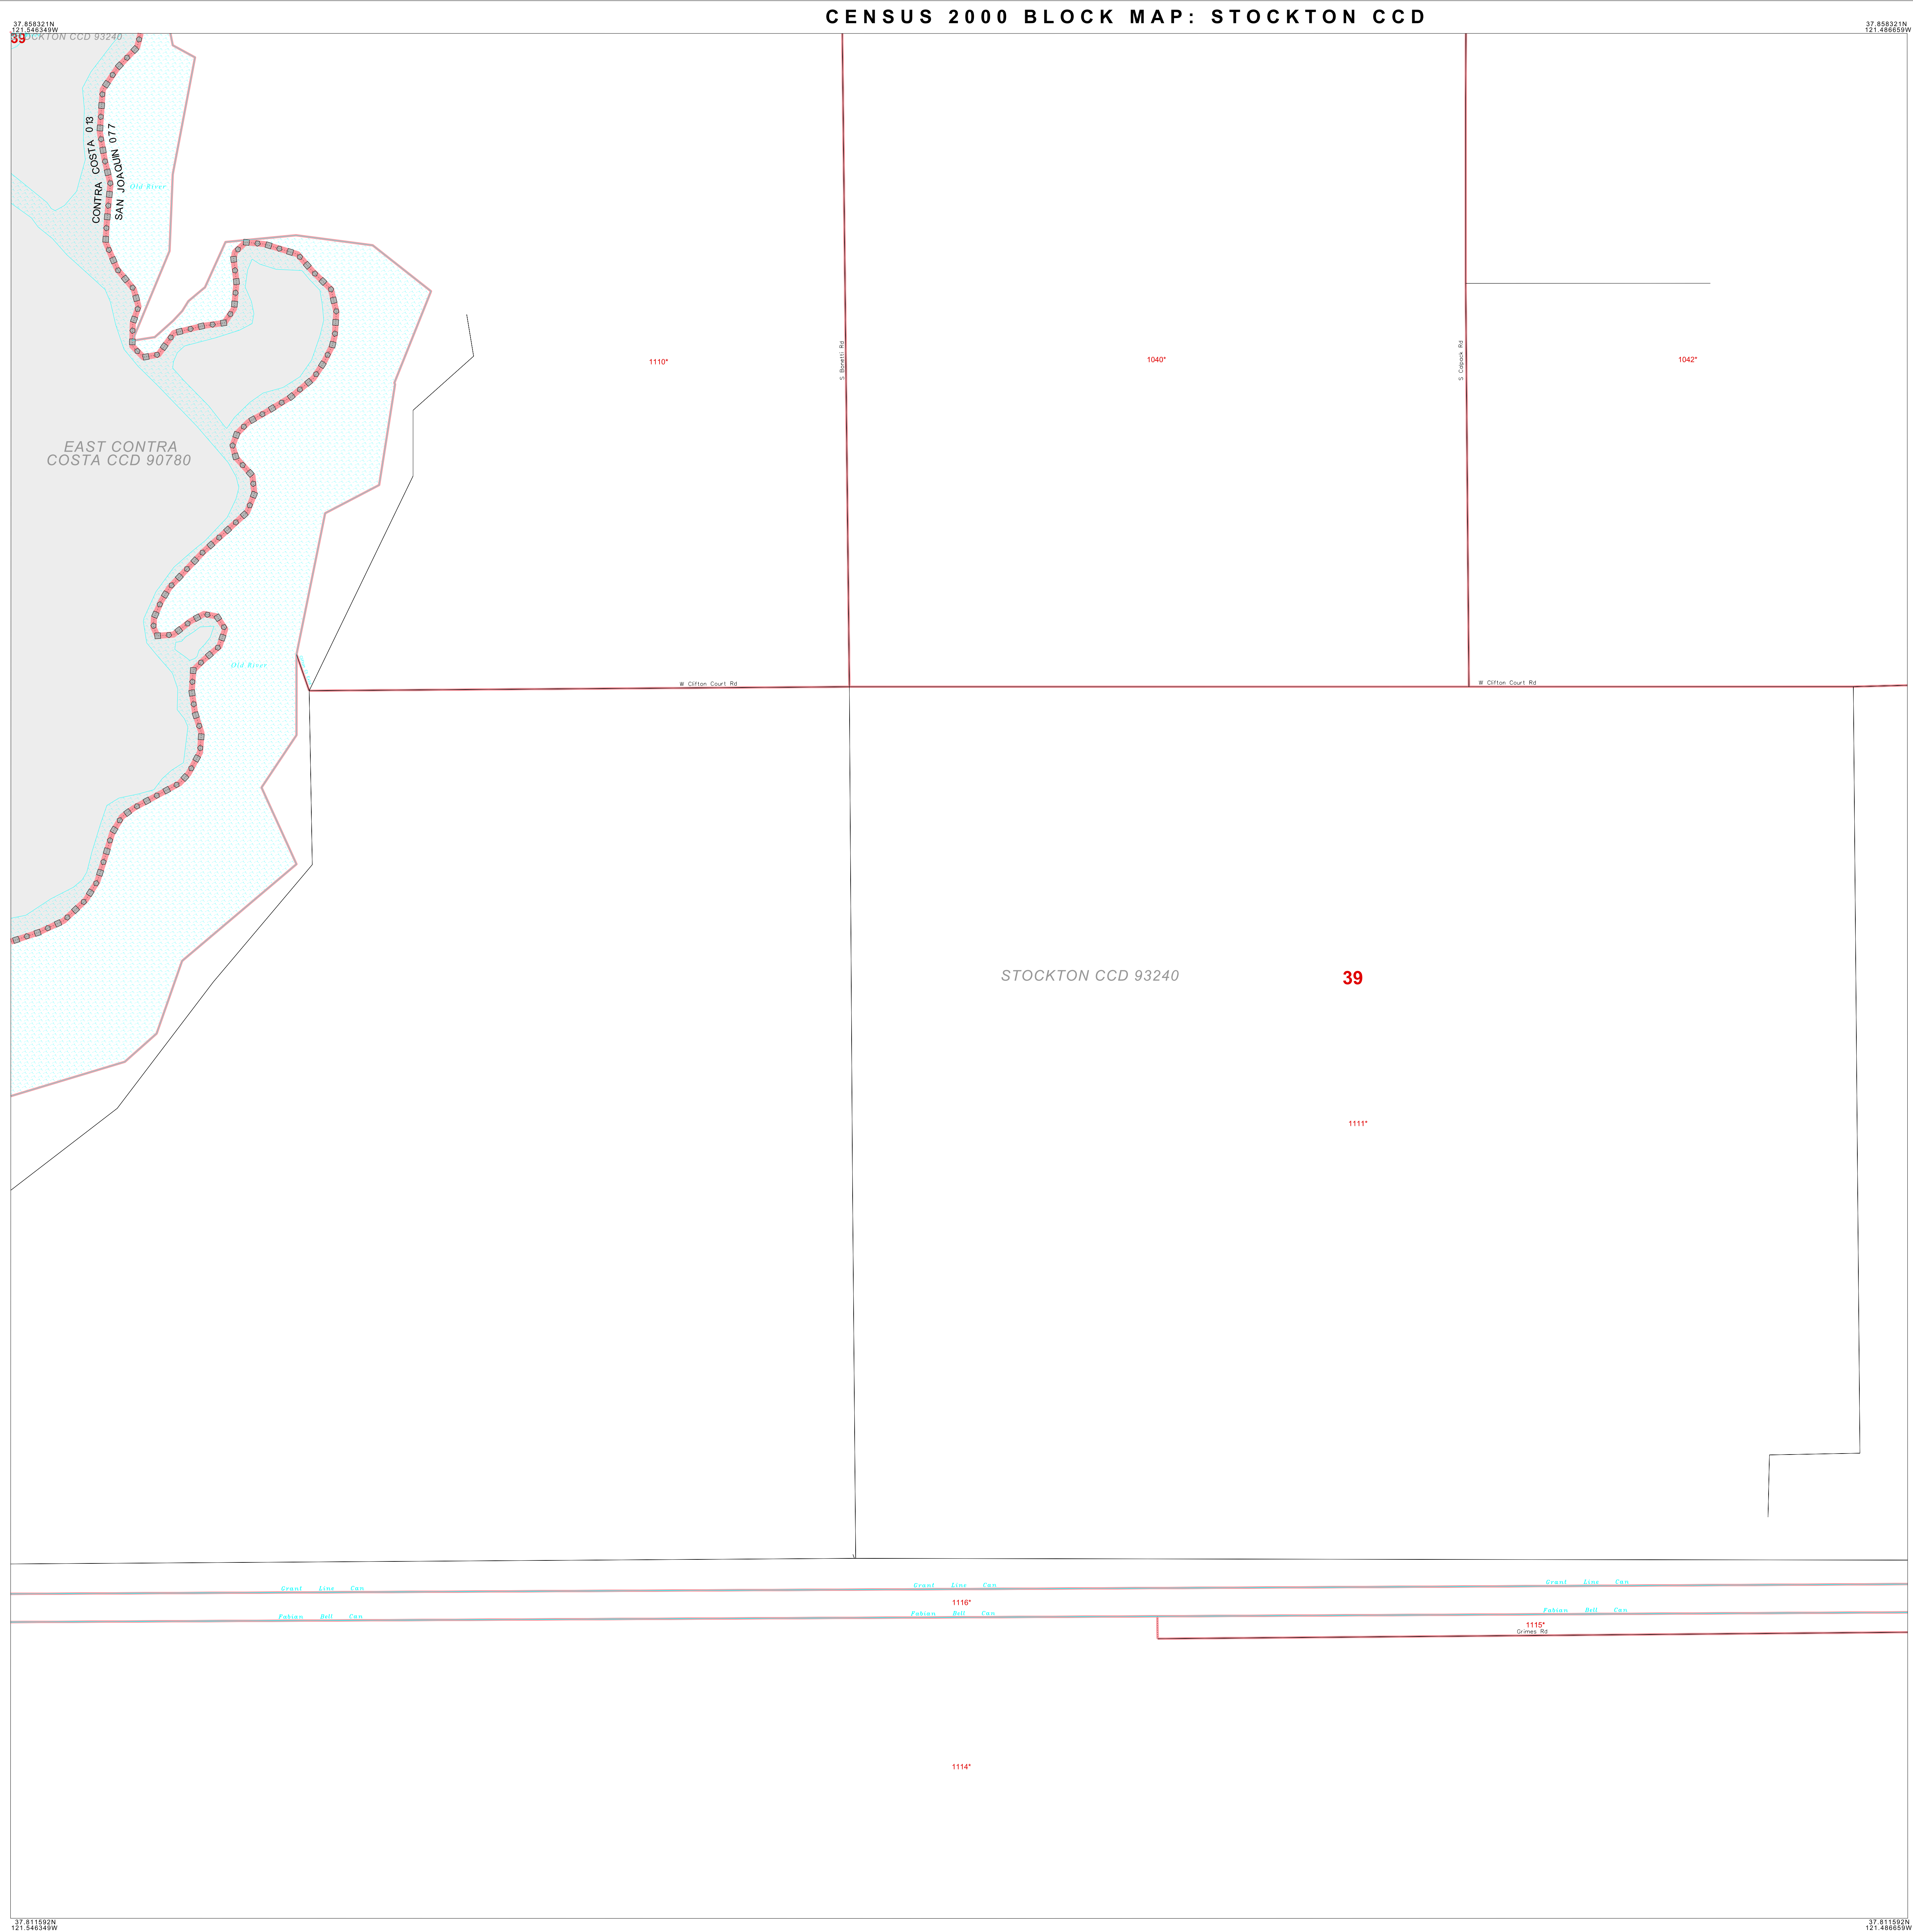 CENSUS 2000 BLOCK MAP: STOCKTON CCD
37.858321N
121.546349W
37.858321N
121.486659W
39
STOCKTON CCD 93240
CONTRA COSTA 013
SAN JOAQUIN 077
Old River
1110*
S Bonetti Rd
1040*
S Calpack Rd
1042*
EAST CONTRA
COSTA CCD 90780
Old River
W Clifton Court Rd
W Clifton Court Rd
STOCKTON CCD 93240
39
1111*
Grant Line Can
Grant Line Can
Grant Line Can
1116*
Fabian Bell Can
Fabian Bell Can
Fabian Bell Can
1115*
Grimes Rd
1114*
37.811592N
121.546349W
37.811592N
121.486659W